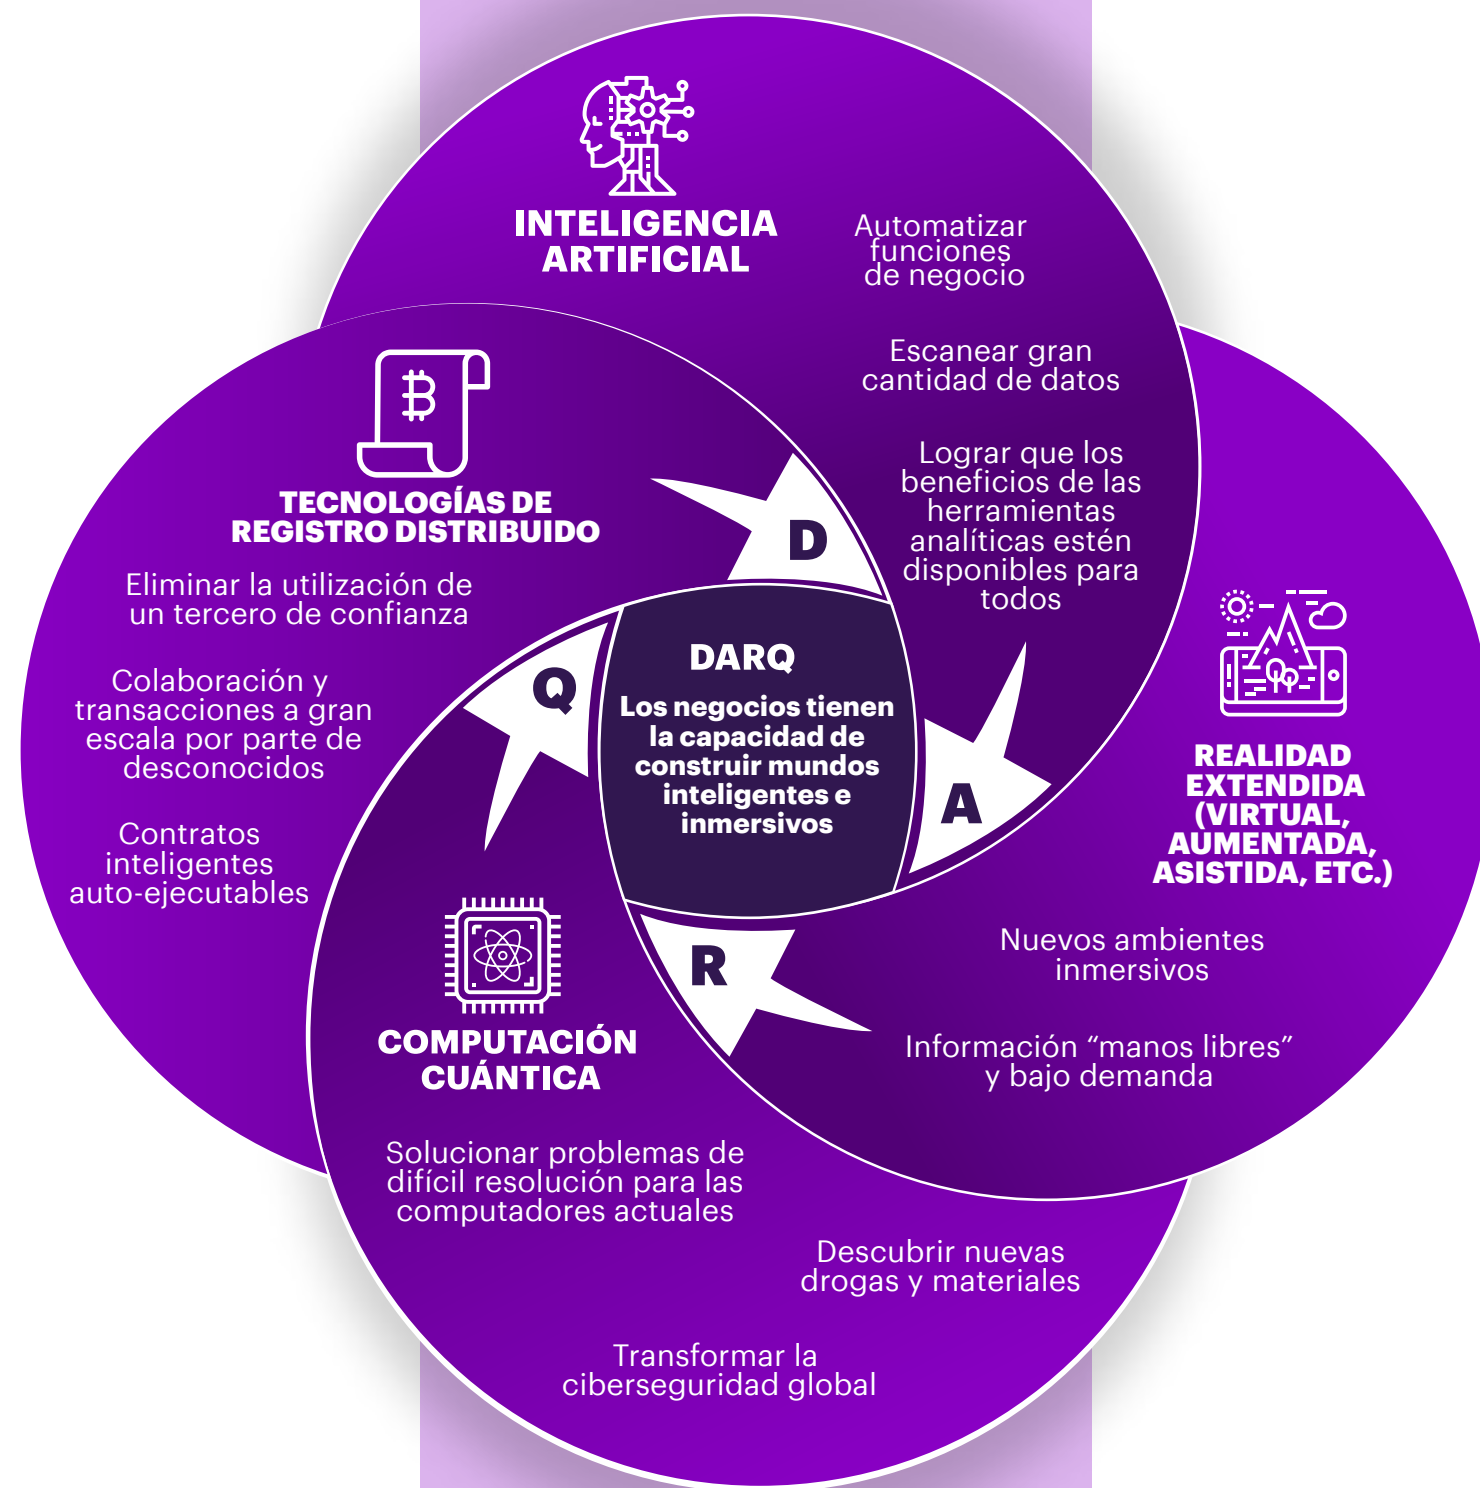 INTELIGENCIA
ARTIFICIAL
Automatizar
funciones
de negocio
Escanear gran
cantidad de datos
Lograr que los
beneficios de las
herramientas
analíticas estén
disponibles para
todos
TECNOLOGÍAS DE
REGISTRO DISTRIBUIDO
Eliminar la utilización de
un tercero de confianza
Colaboración y
transacciones a gran
escala por parte de
desconocidos
Contratos
inteligentes
auto-ejecutables
D
Q
DARQ
Los negocios tienen
la capacidad de
construir mundos
inteligentes e
inmersivos
A
R
REALIDAD
EXTENDIDA
(VIRTUAL,
AUMENTADA,
ASISTIDA, ETC.)
Nuevos ambientes
inmersivos
Información “manos libres”
y bajo demanda
COMPUTACIÓN
CUÁNTICA
Solucionar problemas de
difícil resolución para las
computadores actuales
Descubrir nuevas
drogas y materiales
Transformar la
ciberseguridad global